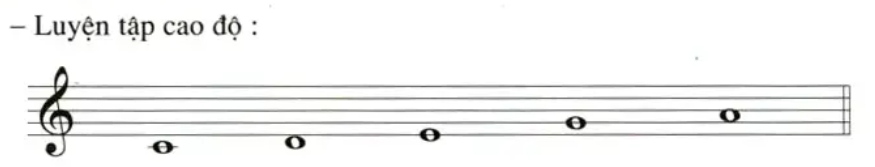 – Luyện tập cao độ :